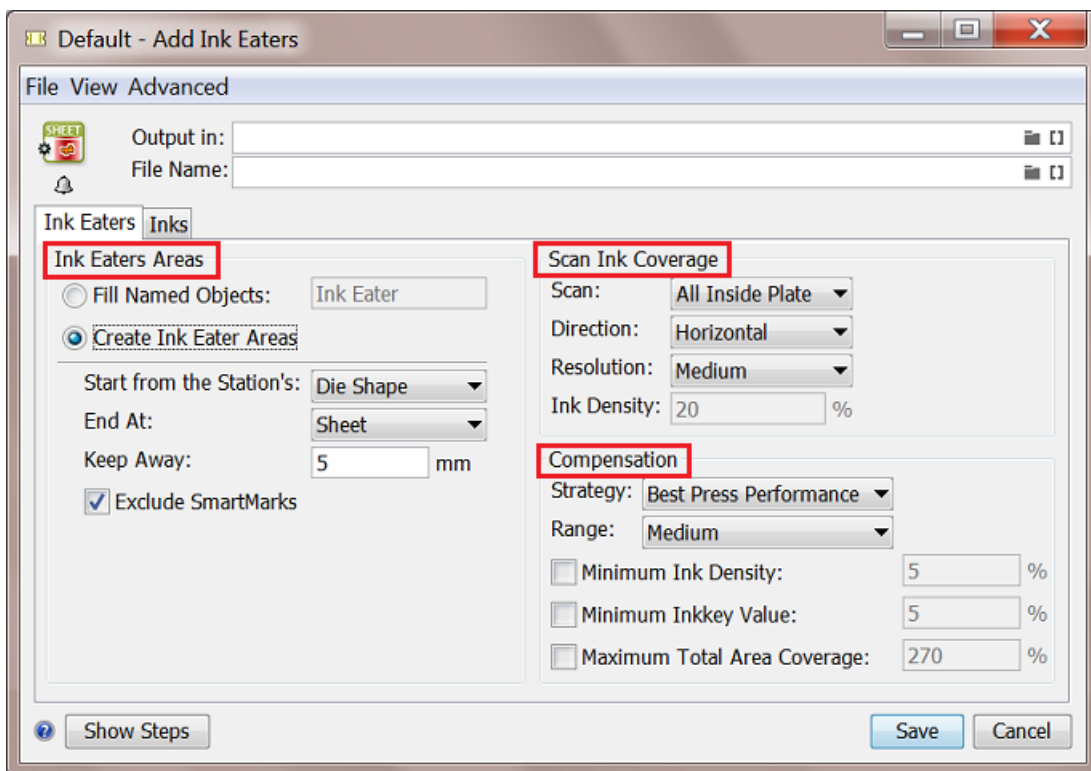 Default - Add Ink Eaters
File View Advanced
SHEET
Output in:
File Name:
Ink Eaters Inks
Ink Eaters Areas
Fill Named Objects: Ink Eater
Create Ink Eater Areas
Start from the Station's: Die Shape
End At: Sheet
Keep Away: 5 mm
Exclude SmartMarks
Scan Ink Coverage
Scan: All Inside Plate
Direction: Horizontal
Resolution: Medium
Ink Density: 20 %
Compensation
Strategy: Best Press Performance
Range: Medium
Minimum Ink Density: 5 %
Minimum Inkkey Value: 5 %
Maximum Total Area Coverage: 270 %
? Show Steps Save Cancel